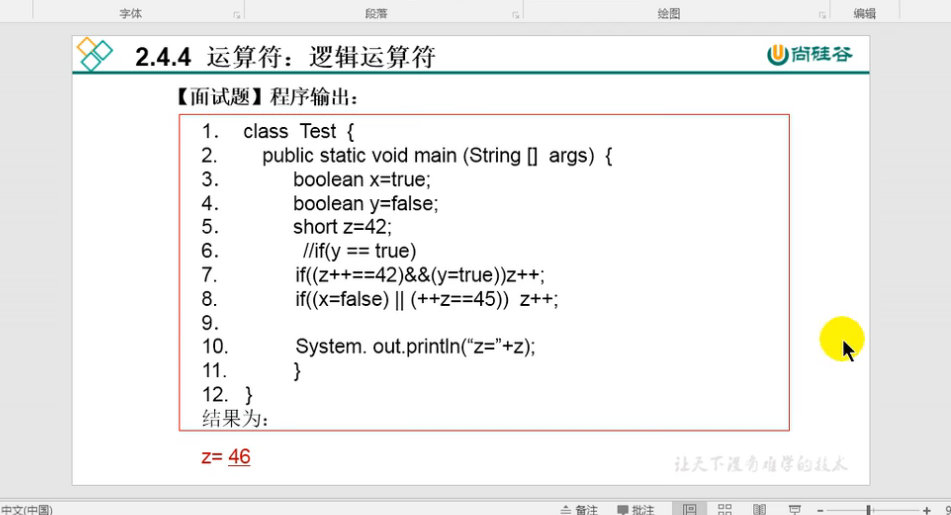 字体 段落 绘图 编辑
2.4.4 运算符：逻辑运算符 尚硅谷
【面试题】程序输出：
1. class Test {
2. public static void main (String [] args) {
3. boolean x=true;
4. boolean y=false;
5. short z=42;
6. //if(y == true)
7. if((z++==42)&&(y=true))z++;
8. if((x=false) || (++z==45)) z++;
9.
10. System. out.println(“z=”+z);
11. }
12. }
结果为：
z= 46
让天下没有难学的技术
中文(中国) 备注 批注